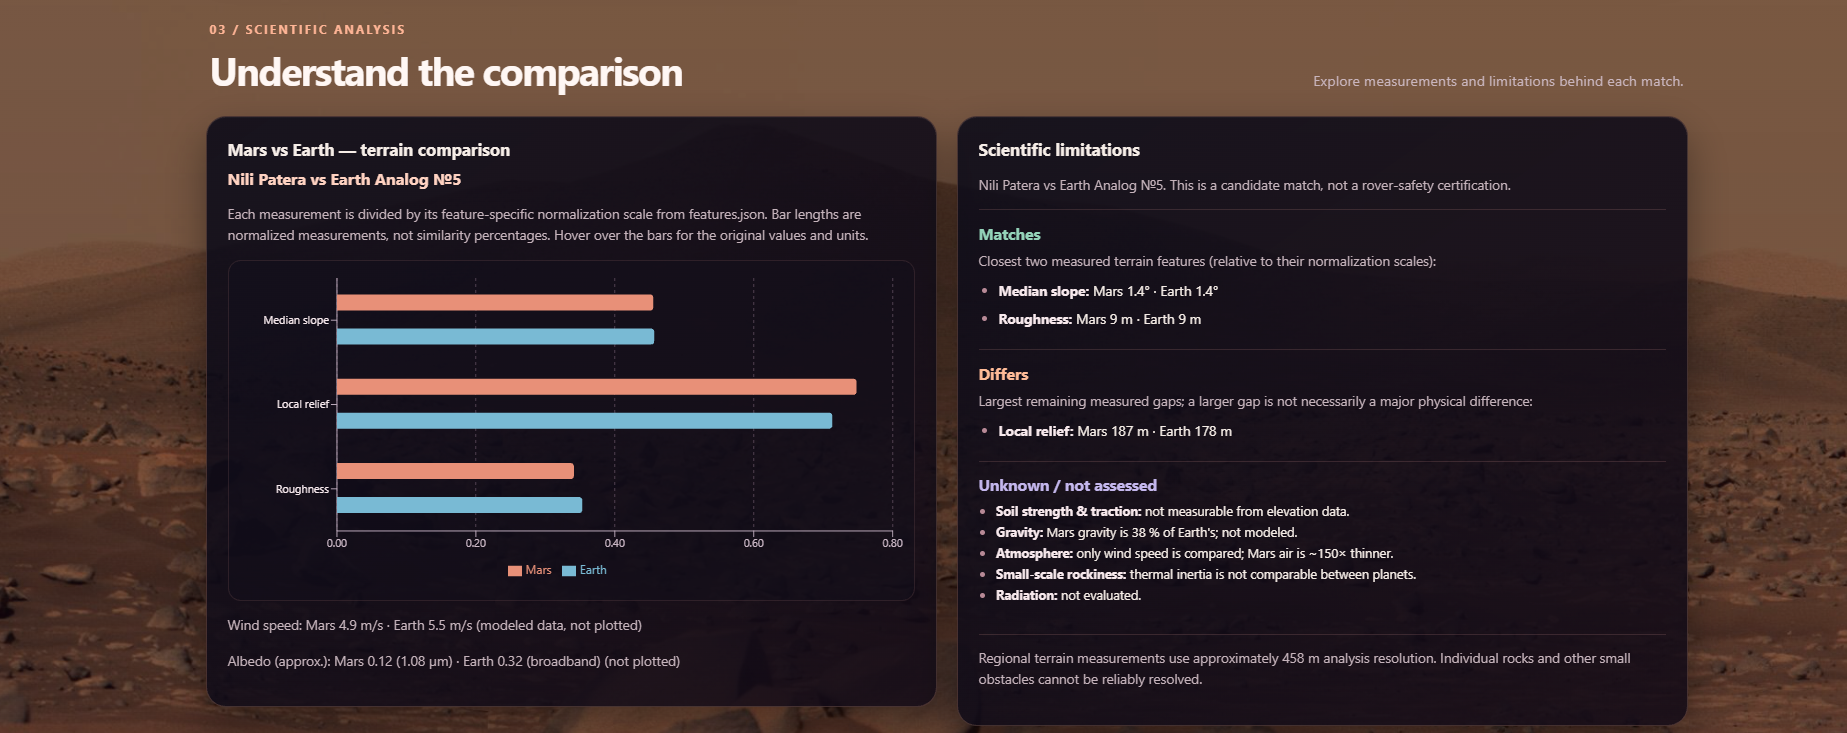 03 / SCIENTIFIC ANALYSIS
Understand the comparison
Explore measurements and limitations behind each match.
Mars vs Earth — terrain comparison
Nili Patera vs Earth Analog №5
Each measurement is divided by its feature-specific normalization scale from features.json. Bar lengths are
normalized measurements, not similarity percentages. Hover over the bars for the original values and units.
Median slope
Local relief
Roughness
0.00 0.20 0.40 0.60 0.80
Mars Earth
Wind speed: Mars 4.9 m/s · Earth 5.5 m/s (modeled data, not plotted)
Albedo (approx.): Mars 0.12 (1.08 µm) · Earth 0.32 (broadband) (not plotted)
Scientific limitations
Nili Patera vs Earth Analog №5. This is a candidate match, not a rover-safety certification.
Matches
Closest two measured terrain features (relative to their normalization scales):
• Median slope: Mars 1.4° · Earth 1.4°
• Roughness: Mars 9 m · Earth 9 m
Differs
Largest remaining measured gaps; a larger gap is not necessarily a major physical difference:
• Local relief: Mars 187 m · Earth 178 m
Unknown / not assessed
• Soil strength & traction: not measurable from elevation data.
• Gravity: Mars gravity is 38 % of Earth's; not modeled.
• Atmosphere: only wind speed is compared; Mars air is ~150× thinner.
• Small-scale rockiness: thermal inertia is not comparable between planets.
• Radiation: not evaluated.
Regional terrain measurements use approximately 458 m analysis resolution. Individual rocks and other small
obstacles cannot be reliably resolved.